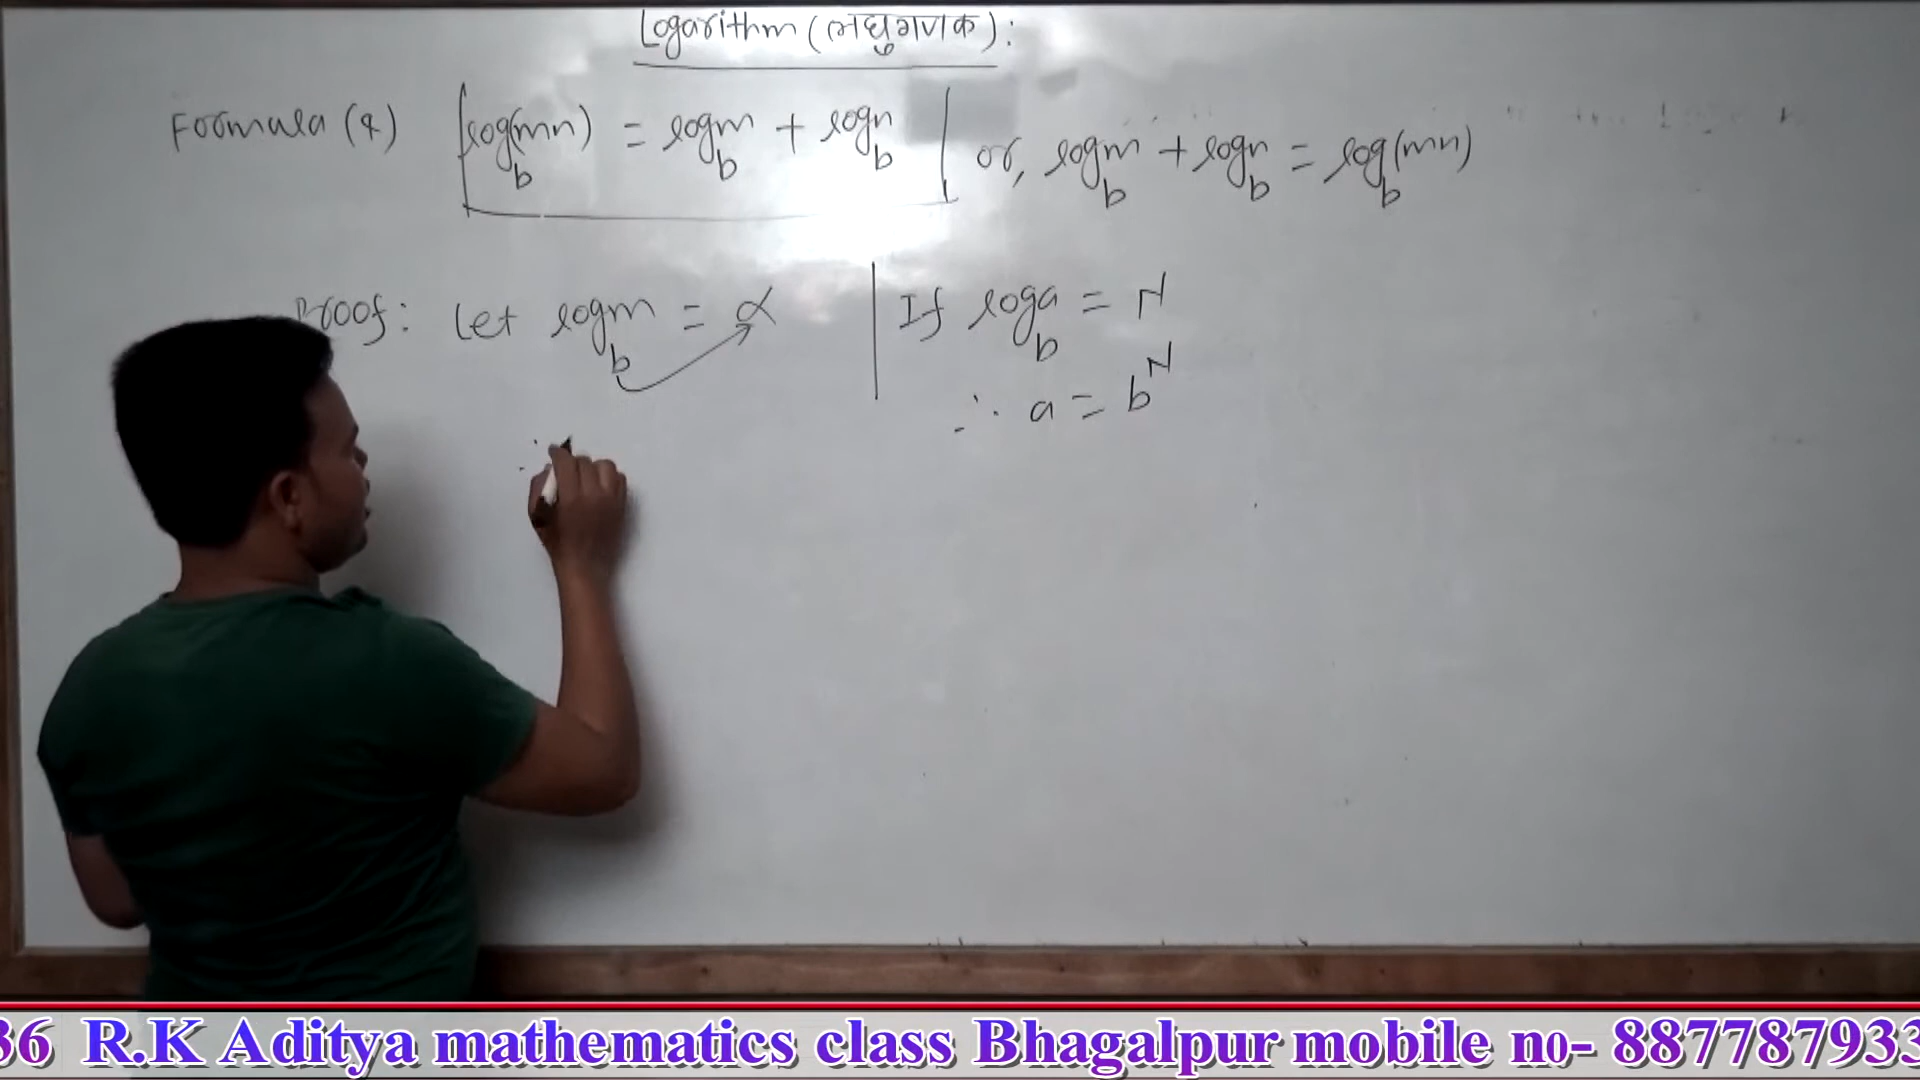 Logarithm (लघुगणक):
Formula (4) log_b(mn) = log_b m + log_b n or, log_b m + log_b n = log_b(mn)
Proof: Let log_b m = α
If log_b a = N
∴ a = b^N
36 R.K Aditya mathematics class Bhagalpur mobile no- 887787933